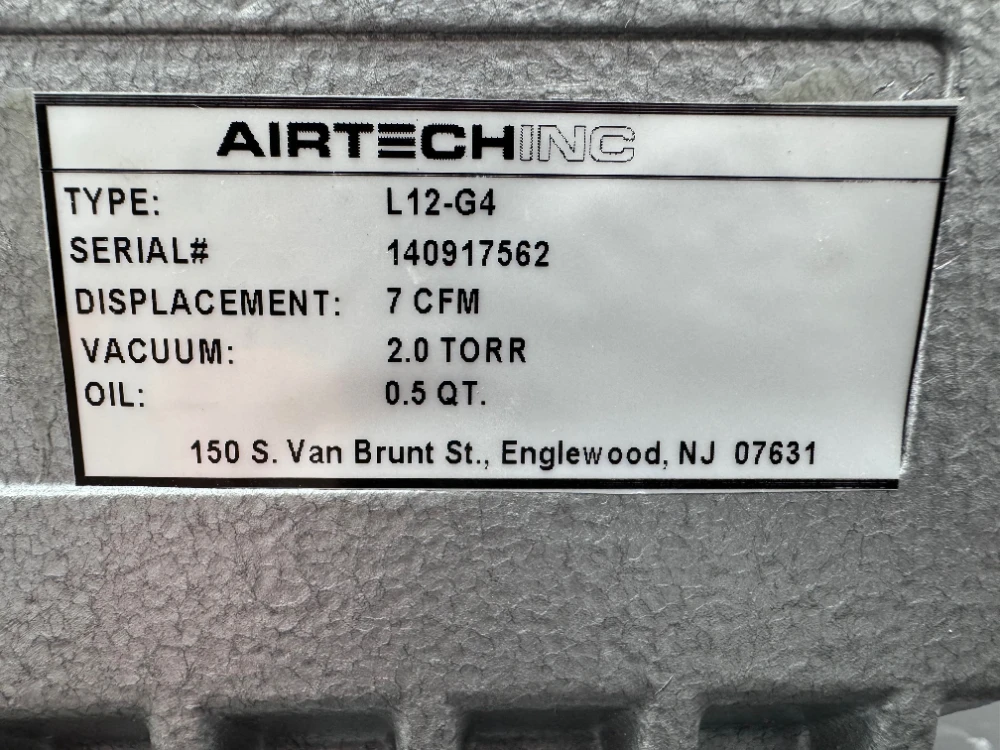 AIRTECHINC
TYPE: L12-G4
SERIAL# 140917562
DISPLACEMENT: 7 CFM
VACUUM: 2.0 TORR
OIL: 0.5 QT.
150 S. Van Brunt St., Englewood, NJ 07631